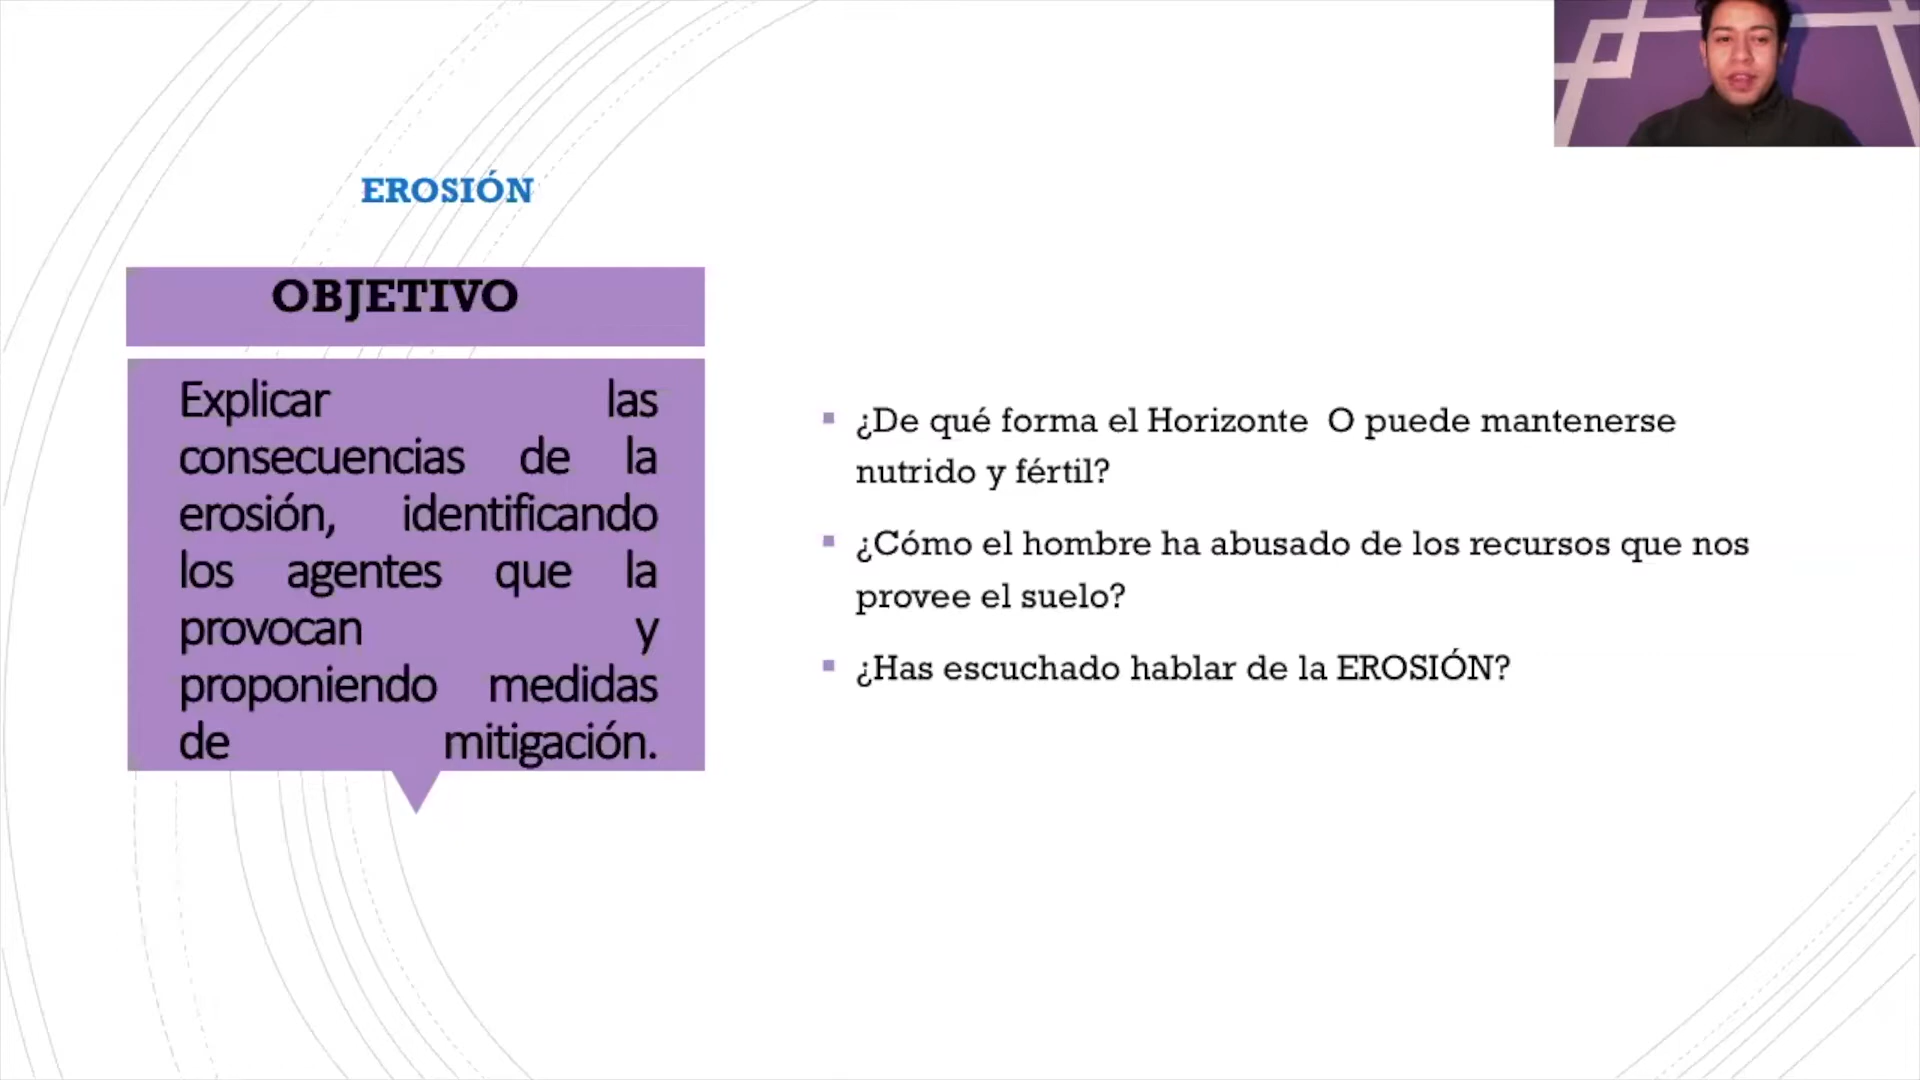 EROSIÓN
OBJETIVO
Explicar las
consecuencias de la
erosión, identificando
los agentes que la
provocan y
proponiendo medidas
de mitigación.
¿De qué forma el Horizonte O puede mantenerse
nutrido y fértil?
¿Cómo el hombre ha abusado de los recursos que nos
provee el suelo?
¿Has escuchado hablar de la EROSIÓN?